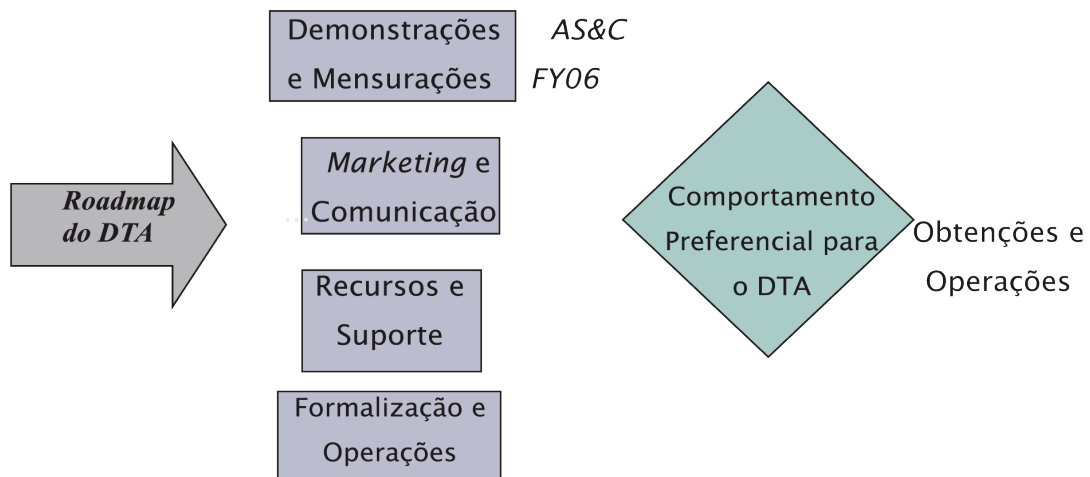 Demonstrações
e Mensurações
AS&C
FY06
Marketing e
...Comunicação
Roadmap
do DTA
Recursos e
Suporte
Formalização e
Operações
Comportamento
Preferencial para
o DTA
Obtenções e
Operações